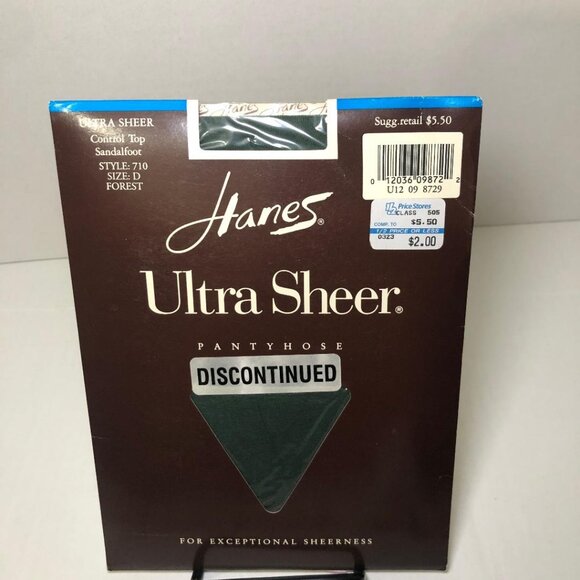 ULTRA SHEER
Control Top
Sandalfoot
STYLE: 710
SIZE: D
FOREST
Hanes Hanes
Sugg. retail $5.50
0 12036 09872 2
U12 09 8729
Price Stores
CLASS 505
COMP. TO $5.50
1/2 PRICE OR LESS
0323
$2.00
Hanes®
Ultra Sheer®
PANTYHOSE
DISCONTINUED
FOR EXCEPTIONAL SHEERNESS